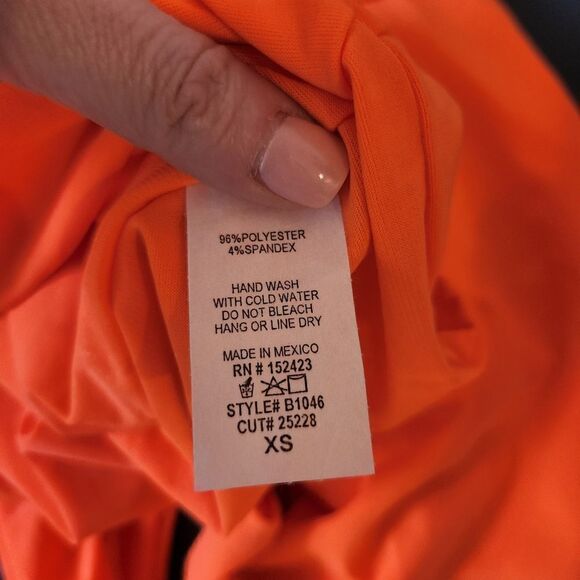 96%POLYESTER
4%SPANDEX
HAND WASH
WITH COLD WATER
DO NOT BLEACH
HANG OR LINE DRY
MADE IN MEXICO
RN # 152423
STYLE# B1046
CUT# 25228
XS